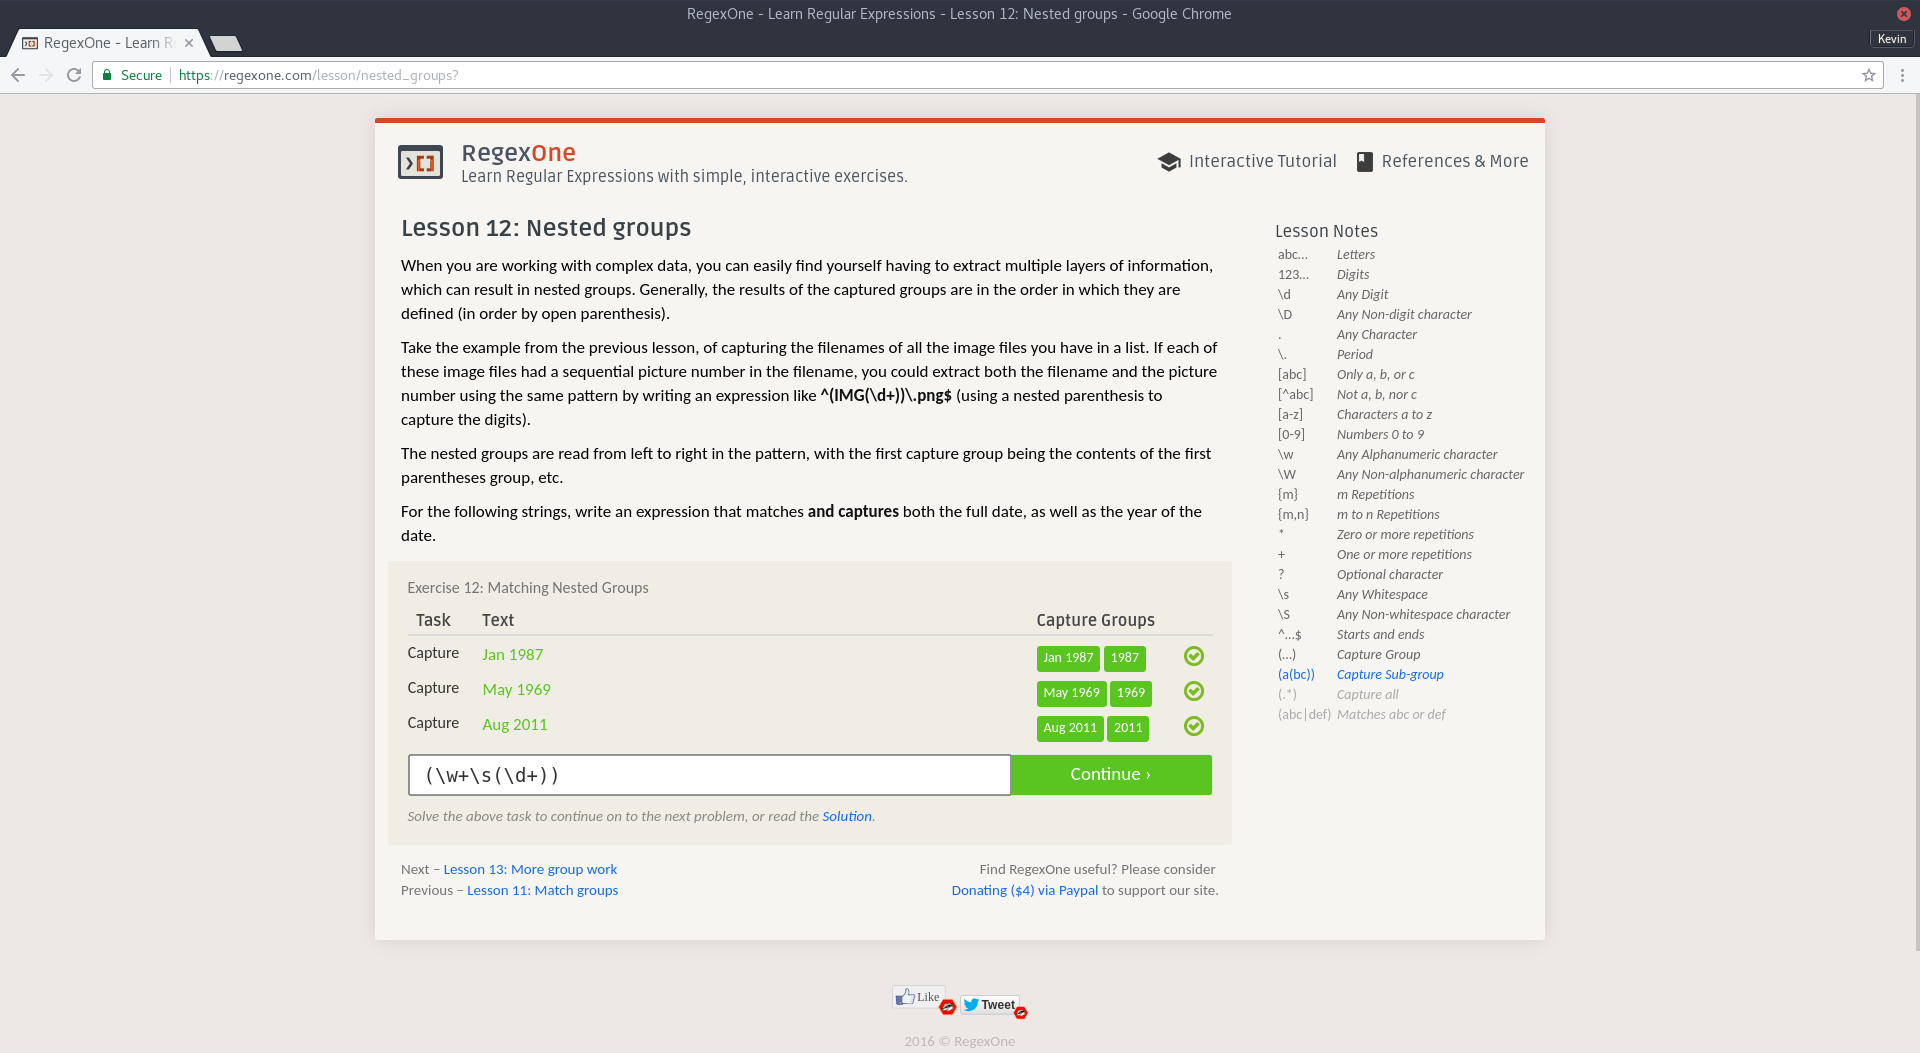 RegexOne - Learn Regular Expressions - Lesson 12: Nested groups - Google Chrome
RegexOne - Learn R
Kevin
Secure
https://regexone.com/lesson/nested_groups?
RegexOne
Learn Regular Expressions with simple, interactive exercises.
Interactive Tutorial
References & More
Lesson 12: Nested groups
When you are working with complex data, you can easily find yourself having to extract multiple layers of information,
which can result in nested groups. Generally, the results of the captured groups are in the order in which they are
defined (in order by open parenthesis).
Take the example from the previous lesson, of capturing the filenames of all the image files you have in a list. If each of
these image files had a sequential picture number in the filename, you could extract both the filename and the picture
number using the same pattern by writing an expression like ^(IMG(\d+))\.png$ (using a nested parenthesis to
capture the digits).
The nested groups are read from left to right in the pattern, with the first capture group being the contents of the first
parentheses group, etc.
For the following strings, write an expression that matches and captures both the full date, as well as the year of the
date.
Exercise 12: Matching Nested Groups
Task Text Capture Groups
Capture Jan 1987 Jan 1987 1987
Capture May 1969 May 1969 1969
Capture Aug 2011 Aug 2011 2011
(\w+\s(\d+))
Continue ›
Solve the above task to continue on to the next problem, or read the Solution.
Next – Lesson 13: More group work
Previous – Lesson 11: Match groups
Find RegexOne useful? Please consider
Donating ($4) via Paypal to support our site.
Lesson Notes
abc… Letters
123… Digits
\d Any Digit
\D Any Non-digit character
. Any Character
\. Period
[abc] Only a, b, or c
[^abc] Not a, b, nor c
[a-z] Characters a to z
[0-9] Numbers 0 to 9
\w Any Alphanumeric character
\W Any Non-alphanumeric character
{m} m Repetitions
{m,n} m to n Repetitions
* Zero or more repetitions
+ One or more repetitions
? Optional character
\s Any Whitespace
\S Any Non-whitespace character
^…$ Starts and ends
(…) Capture Group
(a(bc)) Capture Sub-group
(.*) Capture all
(abc|def) Matches abc or def
Like
Tweet
2016 © RegexOne